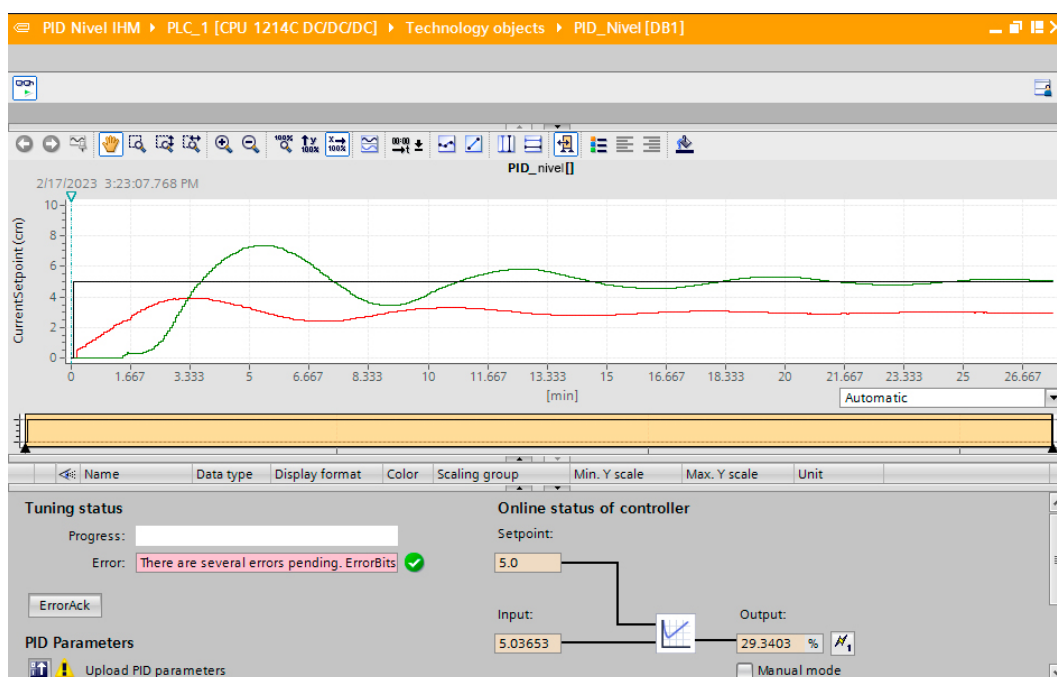 PID Nivel IHM PLC_1 [CPU 1214C DC/DC/DC] Technology objects PID_Nivel [DB1]
100% 100% 100% 00:00
PID_nivel[]
2/17/2023 3:23:07.768 PM
CurrentSetpoint (cm)
10
8
6
4
2
0
0 1.667 3.333 5 6.667 8.333 10 11.667 13.333 15 16.667 18.333 20 21.667 23.333 25 26.667
[min]
Automatic
Name Data type Display format Color Scaling group Min. Y scale Max. Y scale Unit
Tuning status
Progress:
Error: There are several errors pending. ErrorBits
ErrorAck
PID Parameters
Upload PID parameters
Online status of controller
Setpoint:
5.0
Input:
5.03653
Output:
29.3403 %
Manual mode